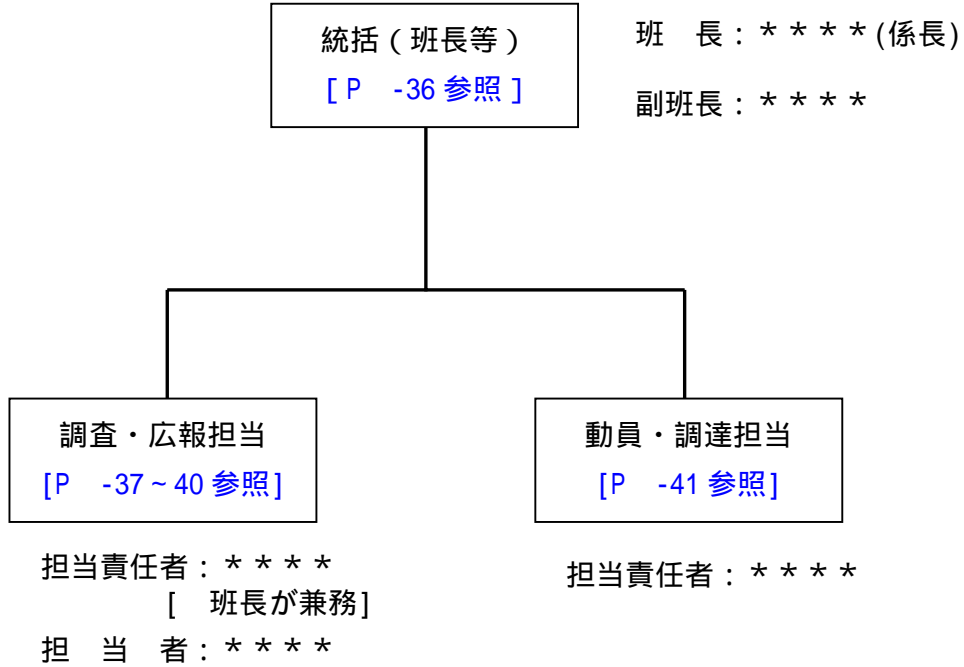 統括(班長等)
[P -36 参照]
班 長:****(係長)
副班長:****
調査・広報担当
[P -37~40 参照]
動員・調達担当
[P -41 参照]
担当責任者:****
[ 班長が兼務]
担 当 者:****
担当責任者:****